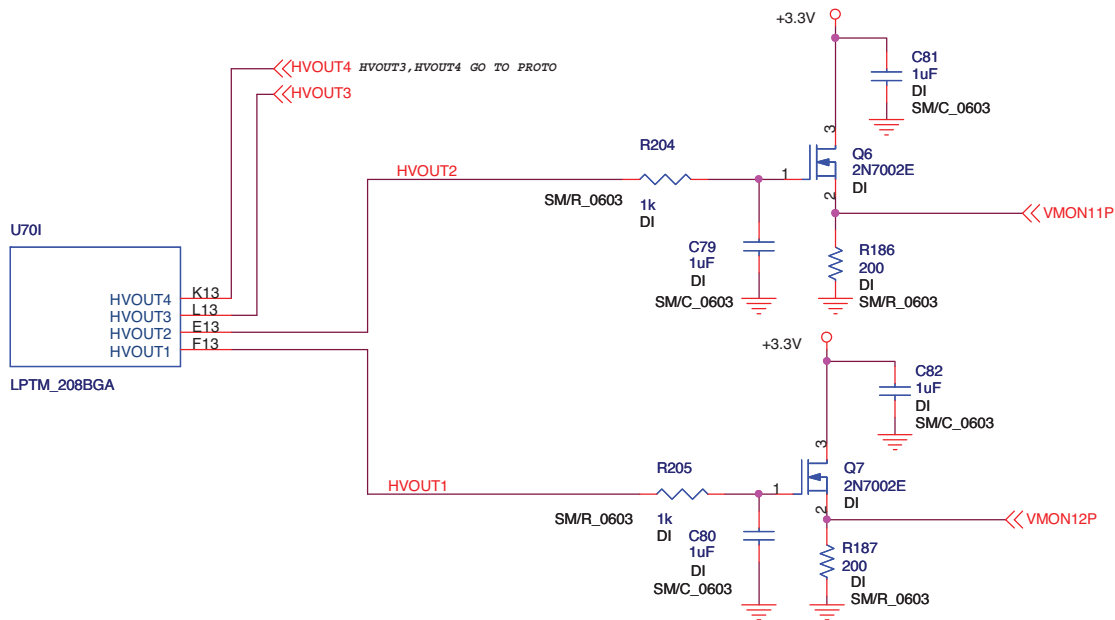 +3.3V
C81
1uF
DI
SM/C_0603
HVOUT4 HVOUT3,HVOUT4 GO TO PROTO
HVOUT3
3
R204
Q6
2N7002E
DI
HVOUT2
1
SM/R_0603
1k
DI
2
VMON11P
U70I
C79
1uF
DI
SM/C_0603
R186
200
DI
SM/R_0603
HVOUT4
K13
HVOUT3
L13
HVOUT2
E13
HVOUT1
F13
LPTM_208BGA
+3.3V
C82
1uF
DI
SM/C_0603
3
R205
Q7
2N7002E
DI
HVOUT1
1
SM/R_0603
1k
DI
2
VMON12P
C80
1uF
DI
SM/C_0603
R187
200
DI
SM/R_0603